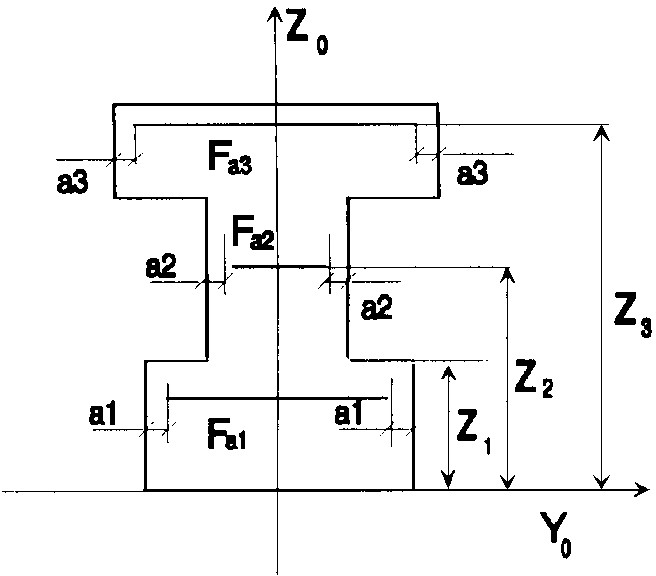 Z₀
Fₐ₃
a3
a3
Fₐ₂
a2
a2
Z₃
Z₂
a1
a1
Fₐ₁
Z₁
Y₀